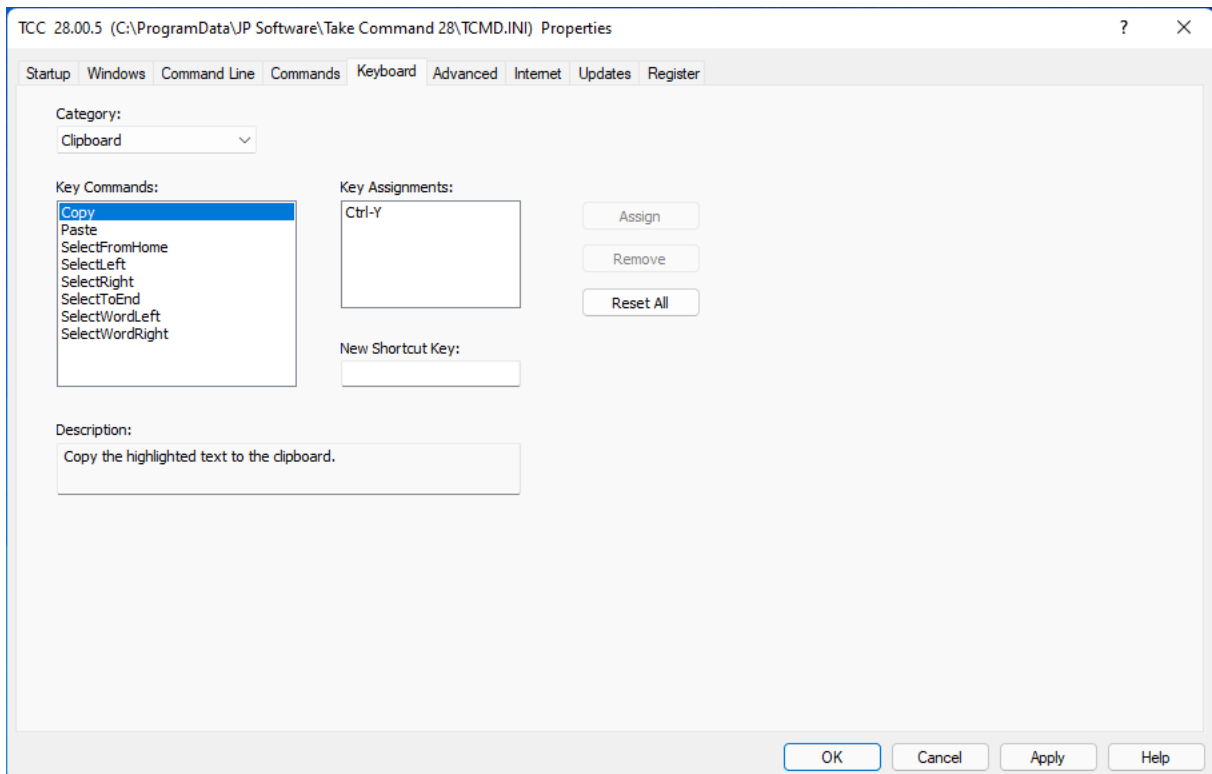 TCC 28.00.5 (C:\ProgramData\JP Software\Take Command 28\TCMD.INI) Properties
?
Startup Windows Command Line Commands Keyboard Advanced Internet Updates Register
Category:
Clipboard
Key Commands:
Copy
Paste
SelectFromHome
SelectLeft
SelectRight
SelectToEnd
SelectWordLeft
SelectWordRight
Key Assignments:
Ctrl-Y
Assign
Remove
Reset All
New Shortcut Key:
Description:
Copy the highlighted text to the clipboard.
OK Cancel Apply Help